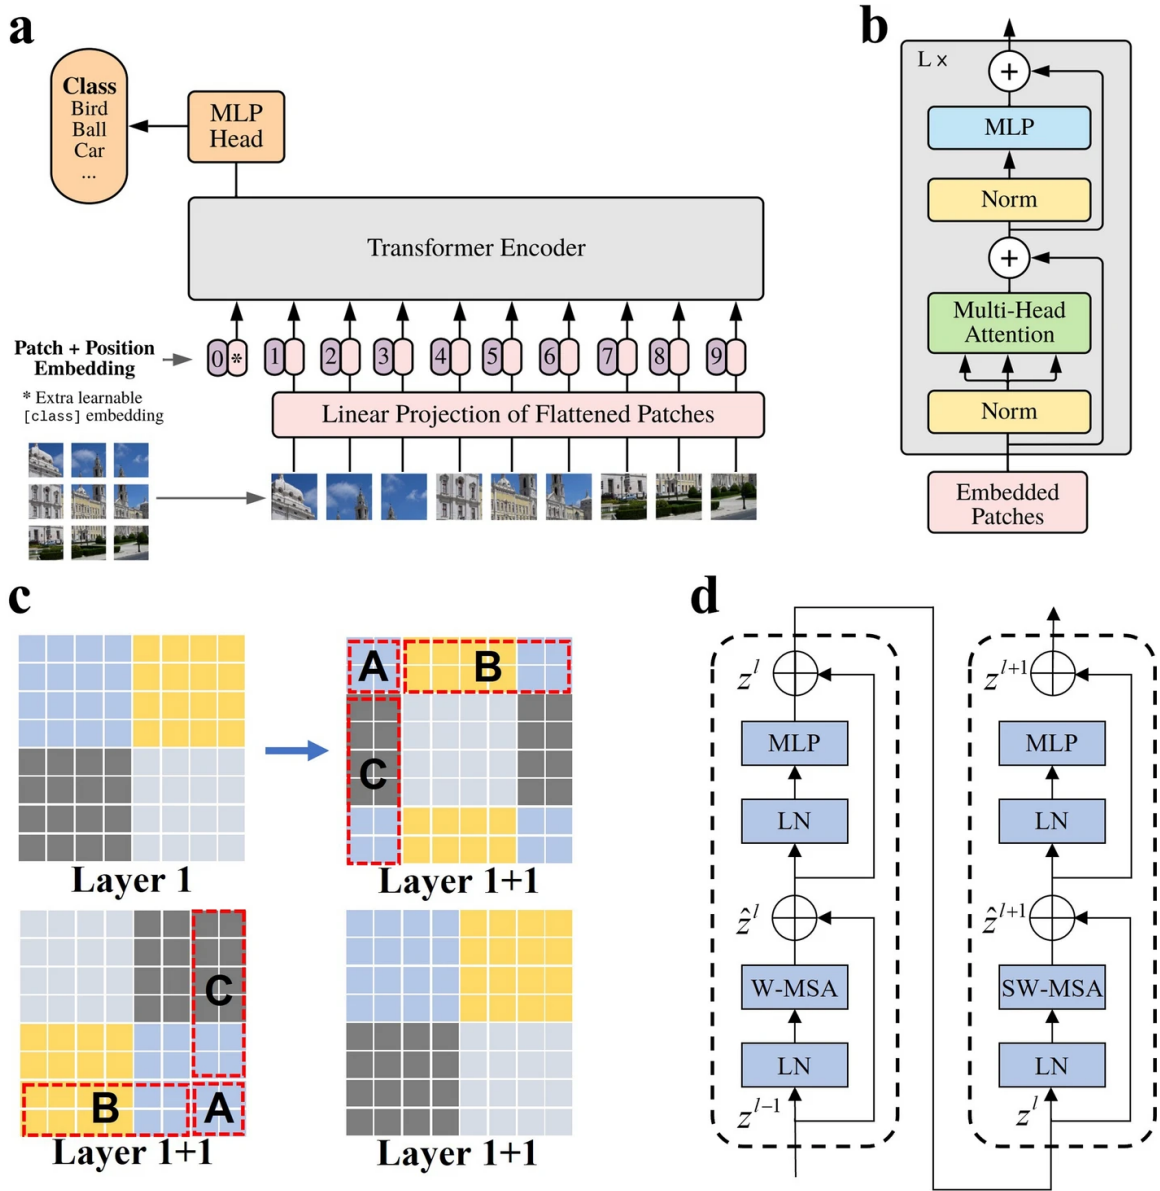 a
Class
Bird
Ball
Car
...
MLP
Head
Transformer Encoder
Patch + Position
Embedding
0 * 1 2 3 4 5 6 7 8 9
* Extra learnable
[class] embedding
Linear Projection of Flattened Patches
b
L ×
+
MLP
Norm
+
Multi-Head
Attention
Norm
Embedded
Patches
c
Layer 1
A
B
C
Layer 1+1
C
B
A
Layer 1+1
Layer 1+1
d
z^l
MLP
LN
ẑ^l
W-MSA
LN
z^{l-1}
z^{l+1}
MLP
LN
ẑ^{l+1}
SW-MSA
LN
z^l